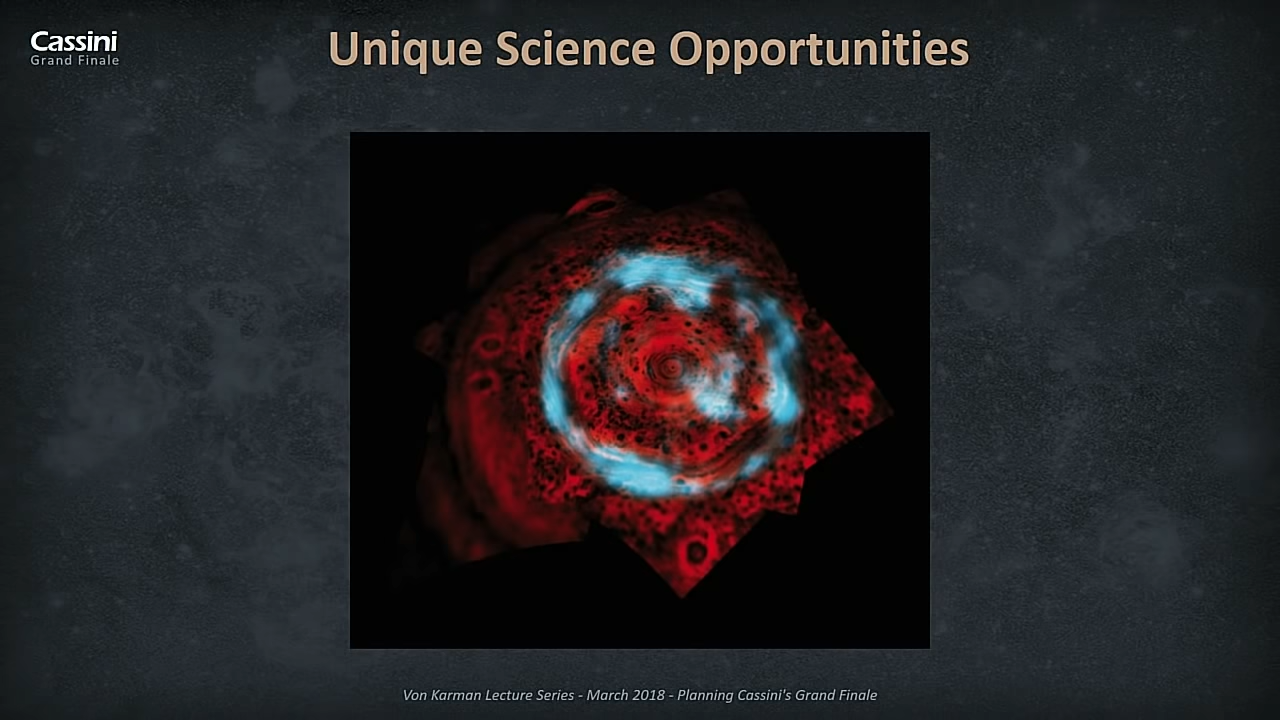 Cassini
Grand Finale
Unique Science Opportunities
Von Karman Lecture Series - March 2018 - Planning Cassini's Grand Finale